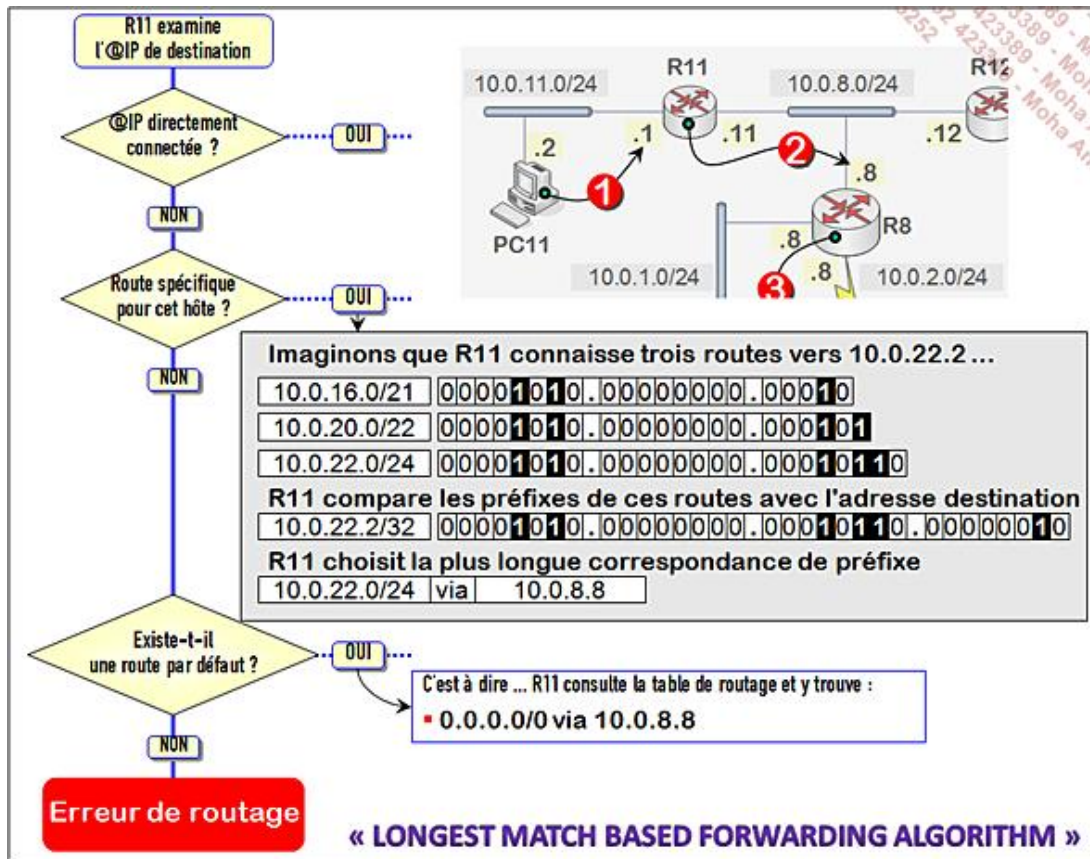 R11 examine
l'@IP de destination
@IP directement
connectée ?
OUI
NON
Route spécifique
pour cet hôte ?
OUI
NON
10.0.11.0/24
R11
10.0.8.0/24
R12
.2
.1
.11
.12
1
2
.8
PC11
R8
.8
10.0.1.0/24
3
.8
10.0.2.0/24
Imaginons que R11 connaisse trois routes vers 10.0.22.2 ...
10.0.16.0/21 00001010.00000000.00010
10.0.20.0/22 00001010.00000000.000101
10.0.22.0/24 00001010.00000000.00010110
R11 compare les préfixes de ces routes avec l'adresse destination
10.0.22.2/32 00001010.00000000.00010110.00000010
R11 choisit la plus longue correspondance de préfixe
10.0.22.0/24 via 10.0.8.8
Existe-t-il
une route par défaut ?
OUI
C'est à dire ... R11 consulte la table de routage et y trouve :
▪ 0.0.0.0/0 via 10.0.8.8
NON
Erreur de routage
« LONGEST MATCH BASED FORWARDING ALGORITHM »